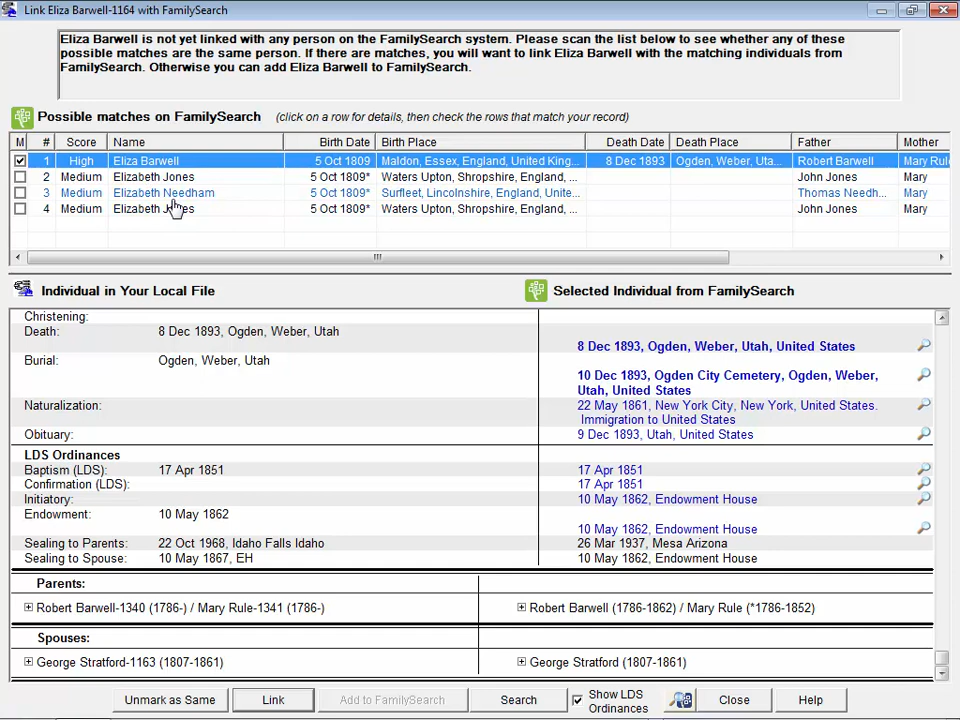 Link Eliza Barwell-1164 with FamilySearch
Eliza Barwell is not yet linked with any person on the FamilySearch system. Please scan the list below to see whether any of these
possible matches are the same person. If there are matches, you will want to link Eliza Barwell with the matching individuals from
FamilySearch. Otherwise you can add Eliza Barwell to FamilySearch.
Possible matches on FamilySearch (click on a row for details, then check the rows that match your record)
M # Score Name Birth Date Birth Place Death Date Death Place Father Mother
1 High Eliza Barwell 5 Oct 1809 Maldon, Essex, England, United King... 8 Dec 1893 Ogden, Weber, Uta... Robert Barwell Mary Rule
2 Medium Elizabeth Jones 5 Oct 1809* Waters Upton, Shropshire, England, ... John Jones Mary
3 Medium Elizabeth Needham 5 Oct 1809* Surfleet, Lincolnshire, England, Unite... Thomas Needh... Mary
4 Medium Elizabeth Jones 5 Oct 1809* Waters Upton, Shropshire, England, ... John Jones Mary
Individual in Your Local File Selected Individual from FamilySearch
Christening:
Death: 8 Dec 1893, Ogden, Weber, Utah
8 Dec 1893, Ogden, Weber, Utah, United States
Burial: Ogden, Weber, Utah
10 Dec 1893, Ogden City Cemetery, Ogden, Weber,
Utah, United States
Naturalization: 22 May 1861, New York City, New York, United States.
Immigration to United States
Obituary: 9 Dec 1893, Utah, United States
LDS Ordinances
Baptism (LDS): 17 Apr 1851 17 Apr 1851
Confirmation (LDS): 17 Apr 1851
Initiatory: 10 May 1862, Endowment House
Endowment: 10 May 1862
10 May 1862, Endowment House
Sealing to Parents: 22 Oct 1968, Idaho Falls Idaho 26 Mar 1937, Mesa Arizona
Sealing to Spouse: 10 May 1867, EH 10 May 1862, Endowment House
Parents:
Robert Barwell-1340 (1786-) / Mary Rule-1341 (1786-) Robert Barwell (1786-1862) / Mary Rule (*1786-1852)
Spouses:
George Stratford-1163 (1807-1861) George Stratford (1807-1861)
Unmark as Same Link Add to FamilySearch Search Show LDS Ordinances Close Help